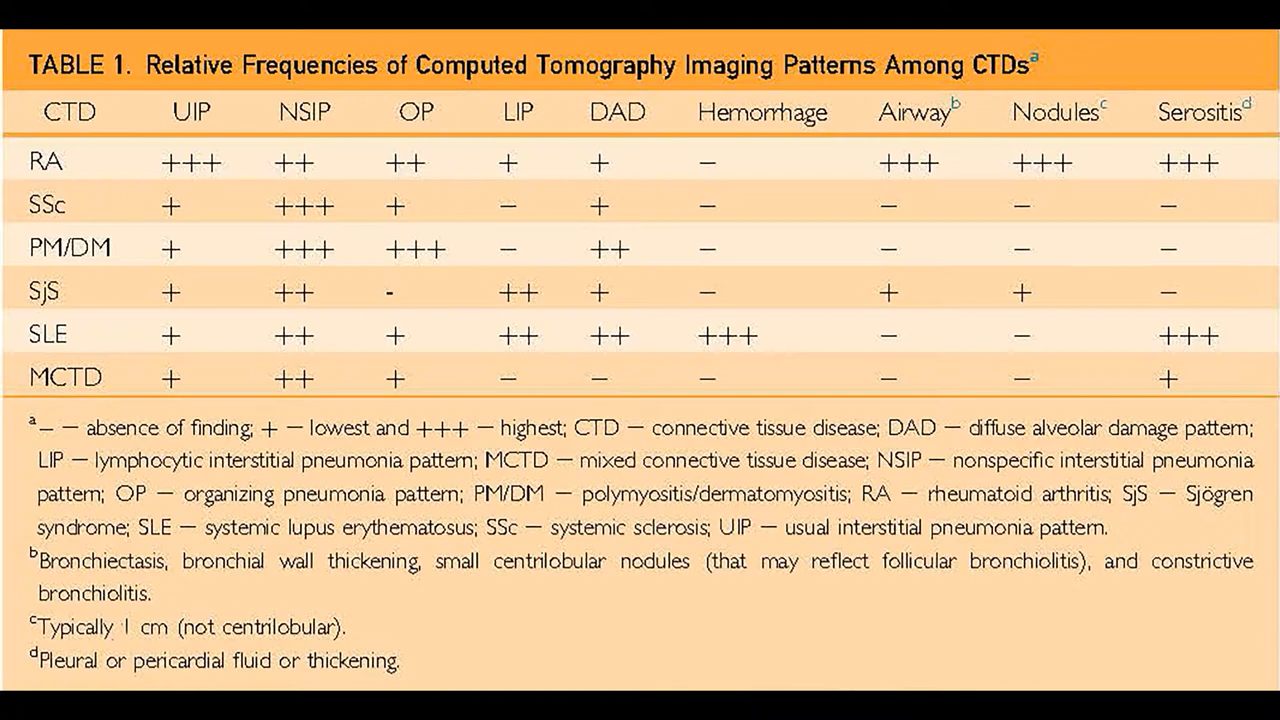 TABLE 1. Relative Frequencies of Computed Tomography Imaging Patterns Among CTDsa
CTD UIP NSIP OP LIP DAD Hemorrhage Airwayb Nodulesc Serositisd
RA +++ ++ ++ + + – +++ +++ +++
SSc + +++ + – + – – – –
PM/DM + +++ +++ – ++ – – – –
SjS + ++ - ++ + – + + –
SLE + ++ + ++ ++ +++ – – +++
MCTD + ++ + – – – – – +
a– — absence of finding; + — lowest and +++ — highest; CTD — connective tissue disease; DAD — diffuse alveolar damage pattern;
LIP — lymphocytic interstitial pneumonia pattern; MCTD — mixed connective tissue disease; NSIP — nonspecific interstitial pneumonia
pattern; OP — organizing pneumonia pattern; PM/DM — polymyositis/dermatomyositis; RA — rheumatoid arthritis; SjS — Sjögren
syndrome; SLE — systemic lupus erythematosus; SSc — systemic sclerosis; UIP — usual interstitial pneumonia pattern.
bBronchiectasis, bronchial wall thickening, small centrilobular nodules (that may reflect follicular bronchiolitis), and constrictive
bronchiolitis.
cTypically 1 cm (not centrilobular).
dPleural or pericardial fluid or thickening.